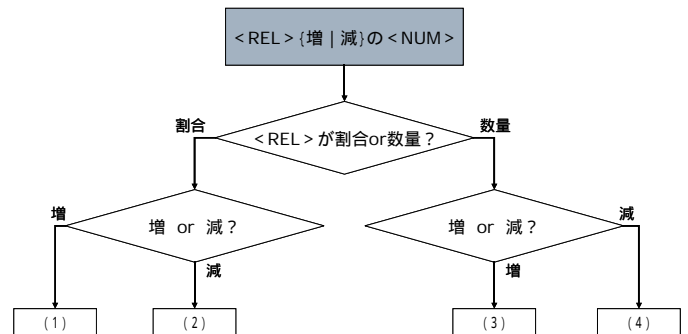 <REL>{増|減}の<NUM>
割合
<REL>が割合or数量?
数量
増
増 or 減?
減
増 or 減?
減
増
(1)
(2)
(3)
(4)